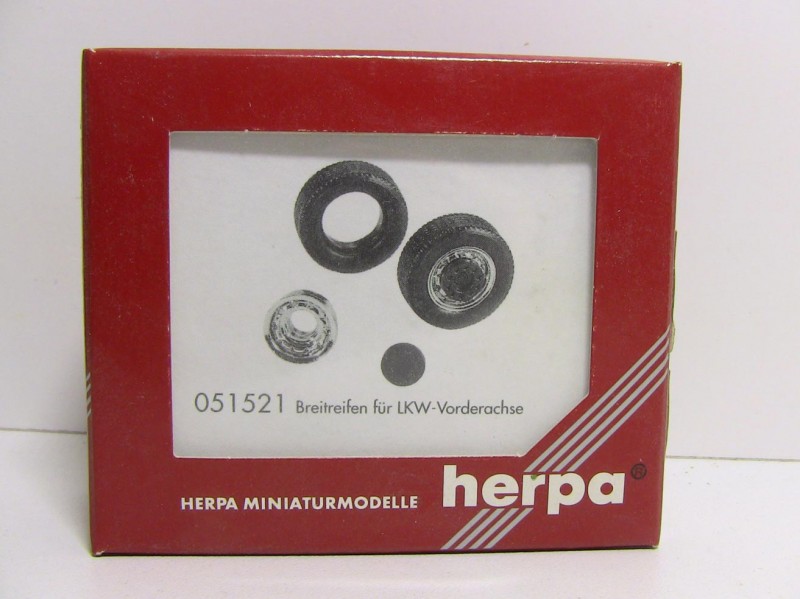 051521 Breitreifen für LKW-Vorderachse
HERPA MINIATURMODELLE herpa®